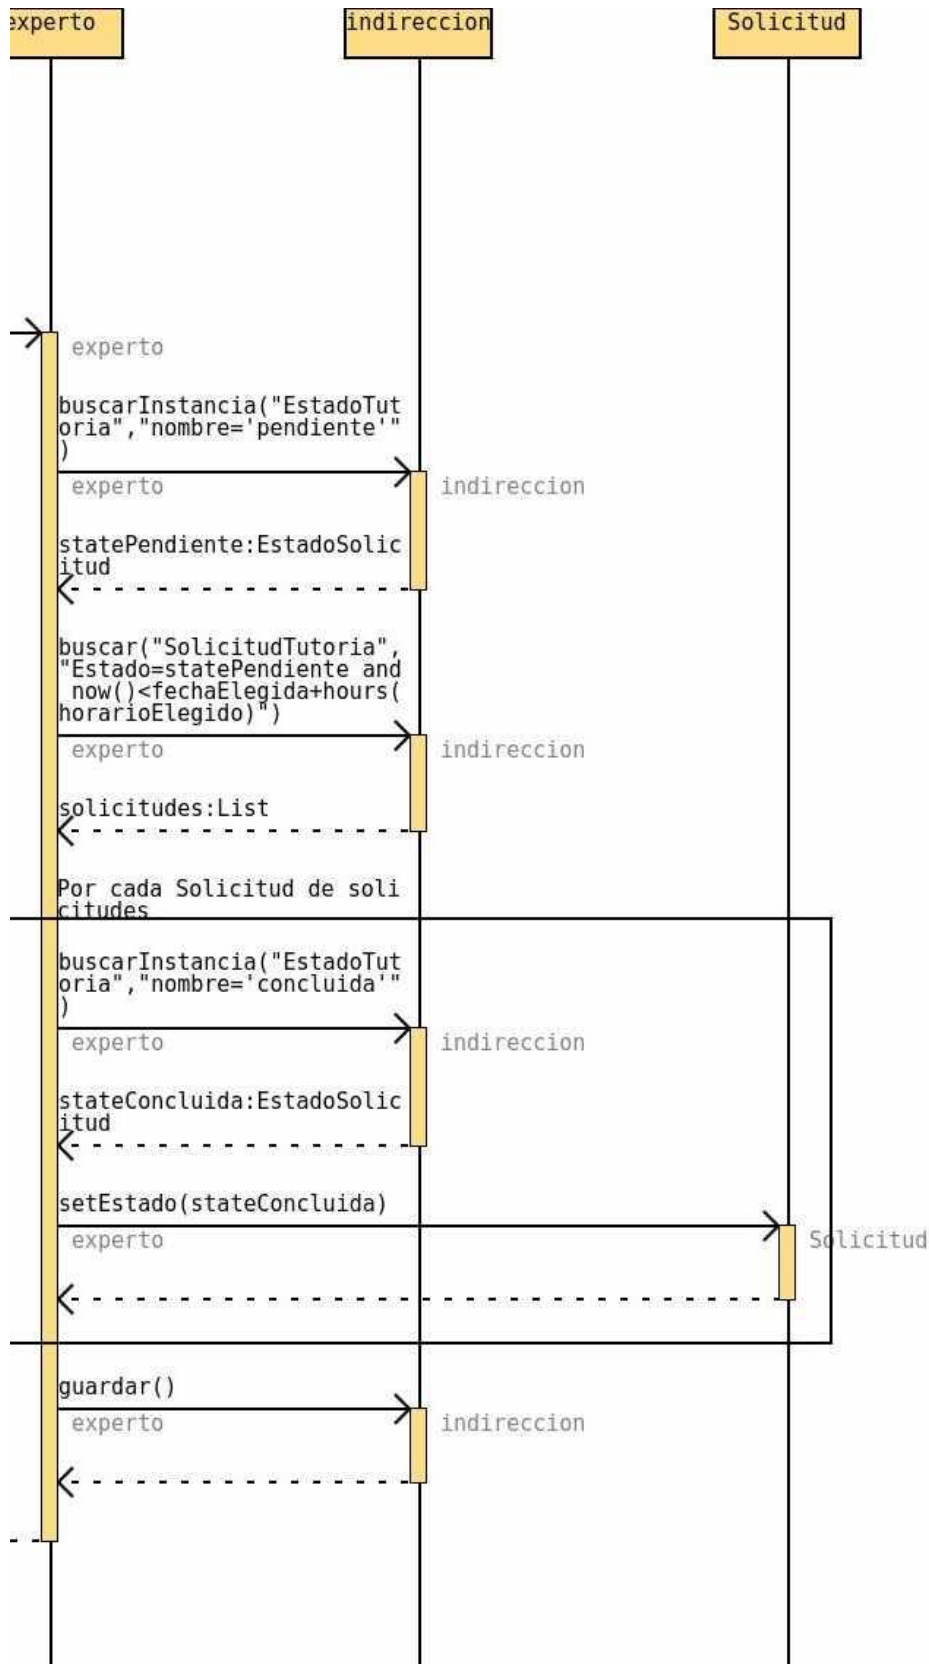 experto indireccion Solicitud
experto
buscarInstancia("EstadoTut
oria","nombre='pendiente'"
)
experto indireccion
statePendiente:EstadoSolic
itud
buscar("SolicitudTutoria",
"Estado=statePendiente and
now()<fechaElegida+hours(
horarioElegido)")
experto indireccion
solicitudes:List
Por cada Solicitud de soli
citudes
buscarInstancia("EstadoTut
oria","nombre='concluida'"
)
experto indireccion
stateConcluida:EstadoSolic
itud
setEstado(stateConcluida)
experto Solicitud
guardar()
experto indireccion